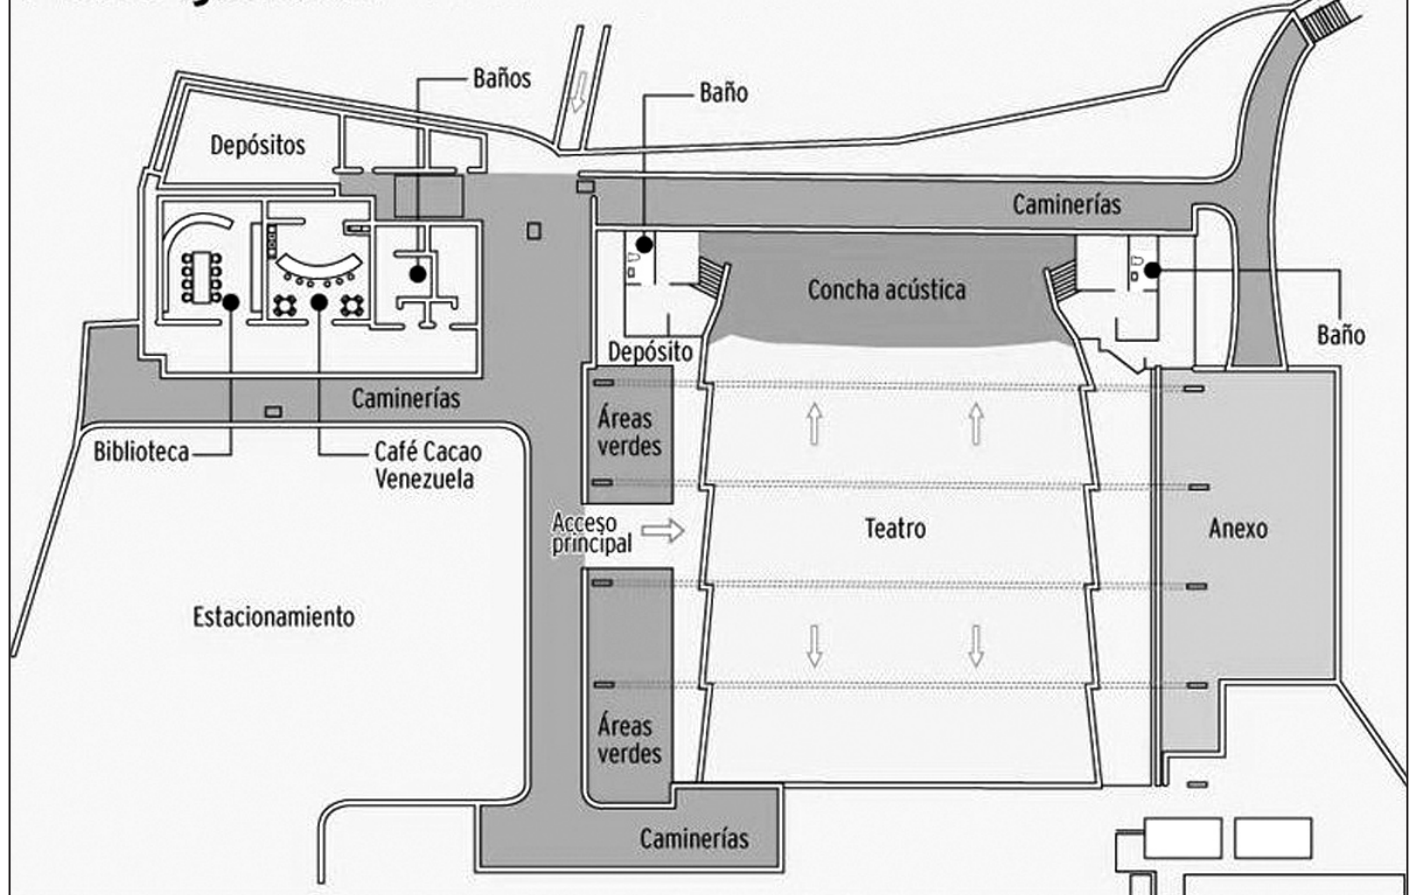 Baños
Baño
Depósitos
Caminerías
Concha acústica
Baño
Depósito
Caminerías
Áreas
verdes
Biblioteca
Café Cacao
Venezuela
Acceso
principal
Teatro
Anexo
Estacionamiento
Áreas
verdes
Caminerías